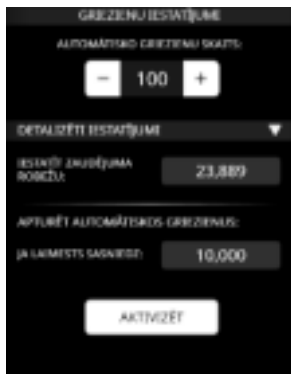 GRIEZIENU IESTATĪJUMI
AUTOMĀTISKO GRIEZIENU SKAITS:
− 100 +
DETALIZĒTI IESTATĪJUMI ▼
IESTATĪT ZAUDĒJUMA
ROBEŽU: 23,889
APTURĒT AUTOMĀTISKOS GRIEZIENUS:
JA LAIMESTS SASNIEDZ: 10,000
AKTIVIZĒT